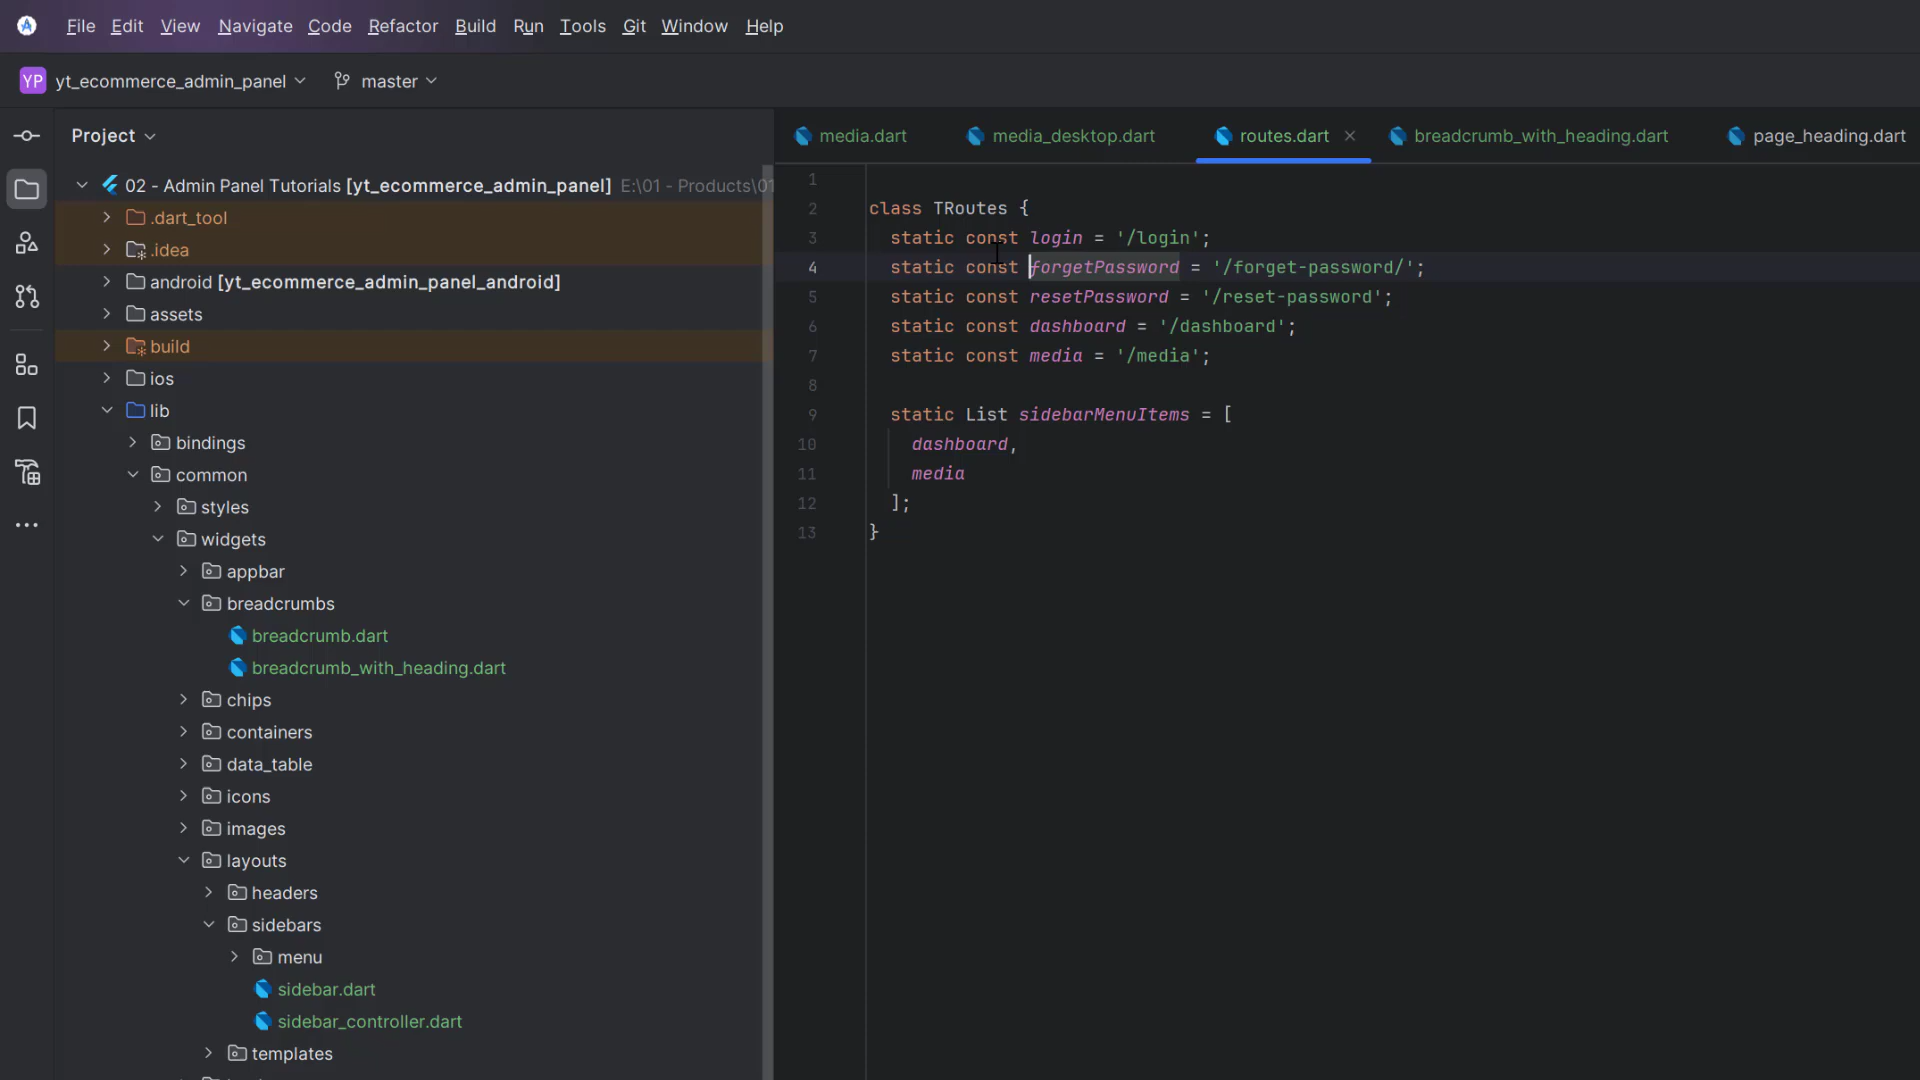 File Edit View Navigate Code Refactor Build Run Tools Git Window Help
YP yt_ecommerce_admin_panel master
Project
02 - Admin Panel Tutorials [yt_ecommerce_admin_panel] E:\01 - Products\01
.dart_tool
.idea
android [yt_ecommerce_admin_panel_android]
assets
build
ios
lib
bindings
common
styles
widgets
appbar
breadcrumbs
breadcrumb.dart
breadcrumb_with_heading.dart
chips
containers
data_table
icons
images
layouts
headers
sidebars
menu
sidebar.dart
sidebar_controller.dart
templates
media.dart media_desktop.dart routes.dart breadcrumb_with_heading.dart page_heading.dart
1
2 class TRoutes {
3 static const login = '/login';
4 static const forgetPassword = '/forget-password/';
5 static const resetPassword = '/reset-password';
6 static const dashboard = '/dashboard';
7 static const media = '/media';
8
9 static List sidebarMenuItems = [
10 dashboard,
11 media
12 ];
13 }